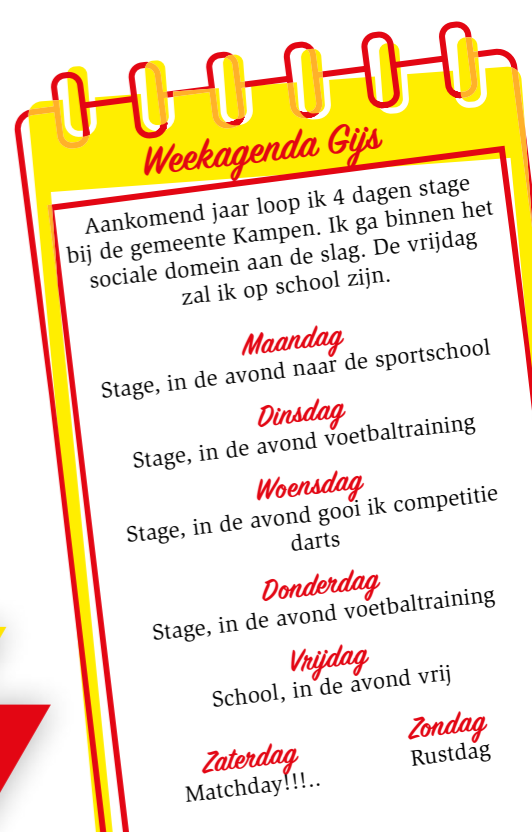 Weekagenda Gijs
Aankomend jaar loop ik 4 dagen stage
bij de gemeente Kampen. Ik ga binnen het
sociale domein aan de slag. De vrijdag
zal ik op school zijn.
Maandag
Stage, in de avond naar de sportschool
Dinsdag
Stage, in de avond voetbaltraining
Woensdag
Stage, in de avond gooi ik competitie
darts
Donderdag
Stage, in de avond voetbaltraining
Vrijdag
School, in de avond vrij
Zaterdag
Matchday!!!..
Zondag
Rustdag